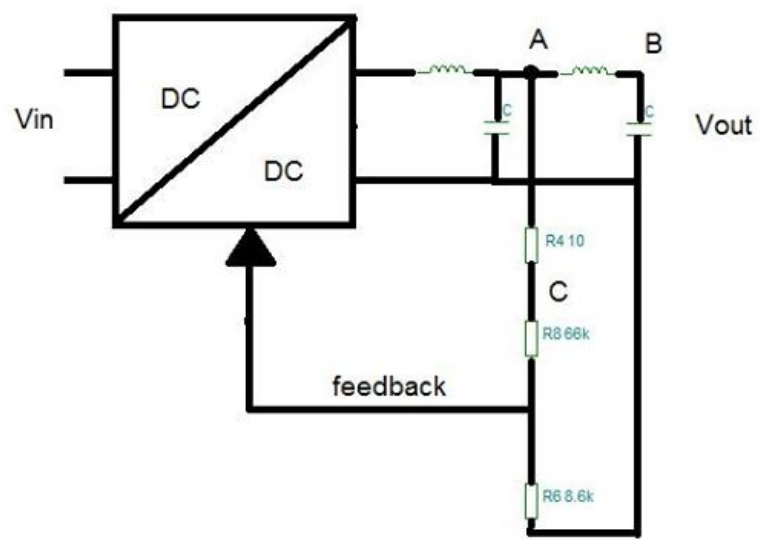 A
B
DC
C
C
Vin
Vout
DC
R4 10
C
R8 66k
feedback
R6 8.6k